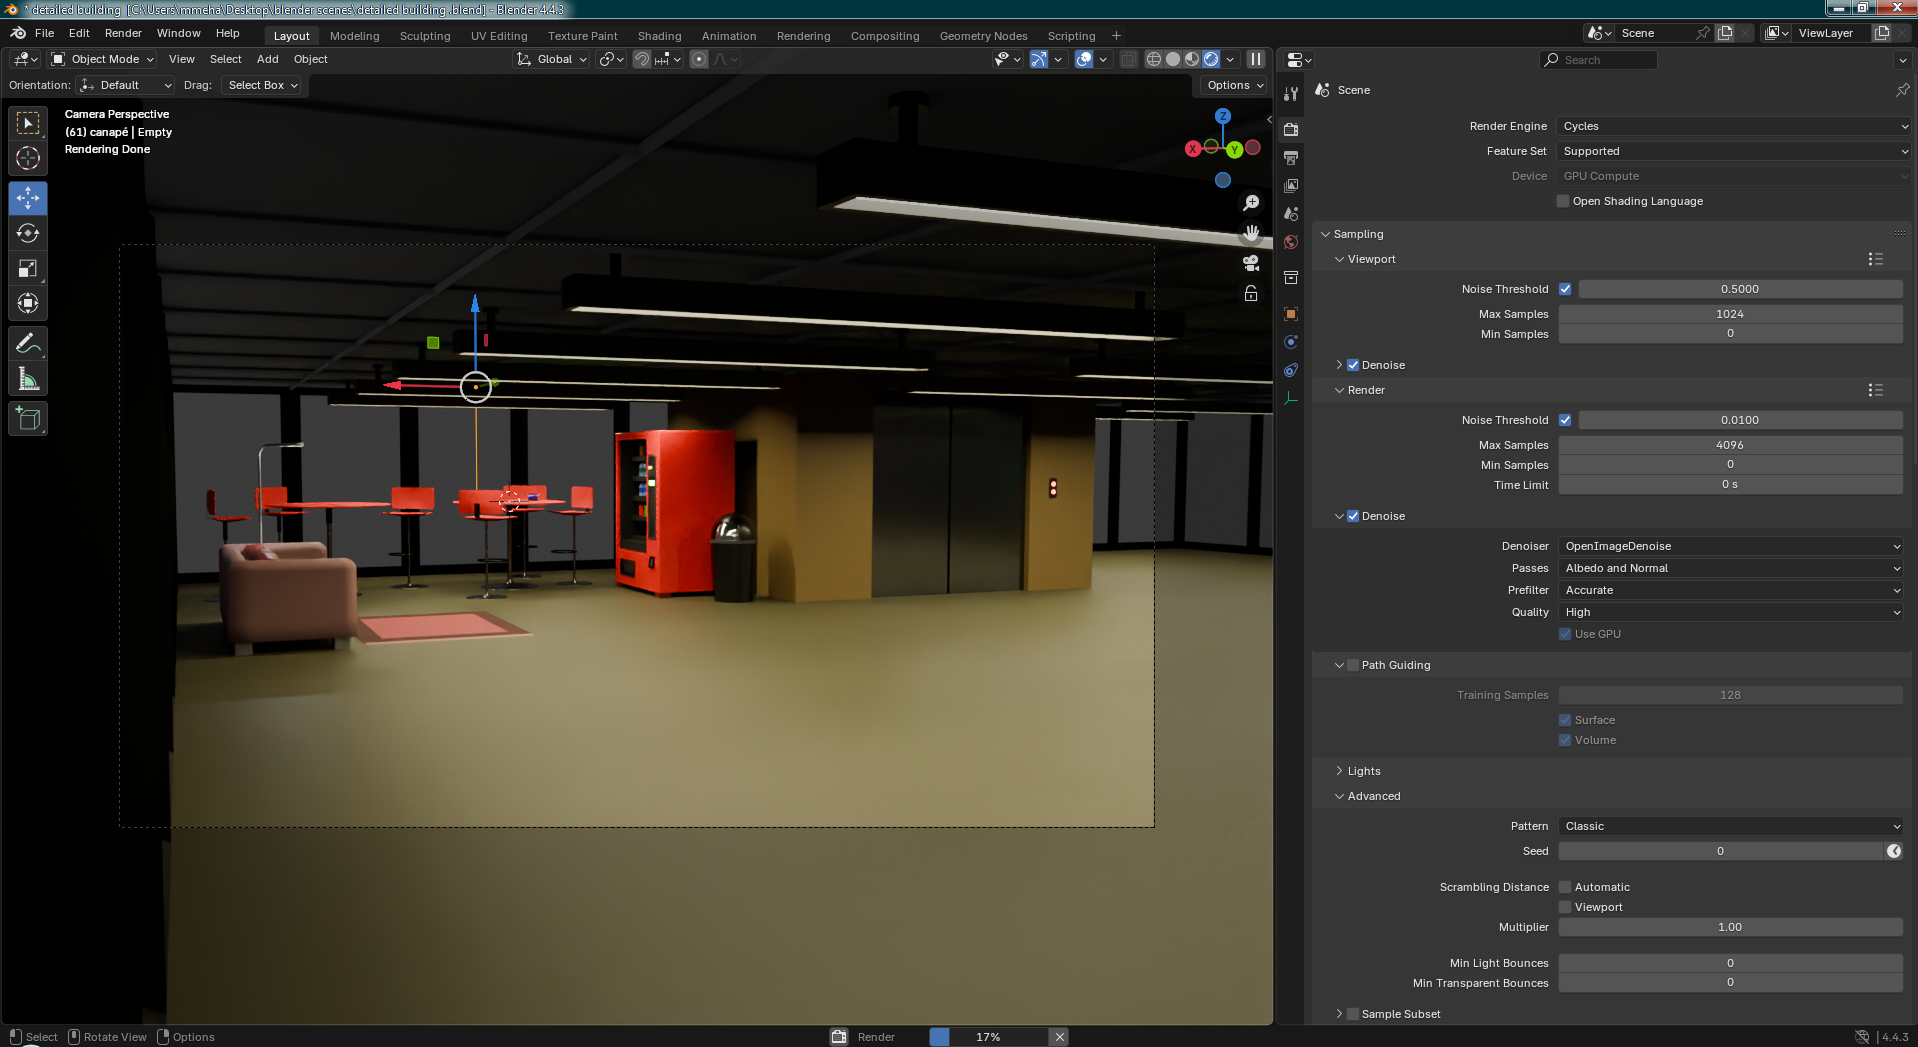 * detailed building  [C:\Users\mmeha\Desktop\blender scenes\detailed building .blend] - Blender 4.4.3
File Edit Render Window Help
Layout Modeling Sculpting UV Editing Texture Paint Shading Animation Rendering Compositing Geometry Nodes Scripting +
Scene
ViewLayer
Object Mode View Select Add Object
Global
Search
Orientation: Default Drag: Select Box
Options
Camera Perspective
(61) canapé | Empty
Rendering Done
Z
X
Y
Scene
Render Engine Cycles
Feature Set Supported
Device GPU Compute
Open Shading Language
Sampling
Viewport
Noise Threshold 0.5000
Max Samples 1024
Min Samples 0
Denoise
Render
Noise Threshold 0.0100
Max Samples 4096
Min Samples 0
Time Limit 0 s
Denoise
Denoiser OpenImageDenoise
Passes Albedo and Normal
Prefilter Accurate
Quality High
Use GPU
Path Guiding
Training Samples 128
Surface
Volume
Lights
Advanced
Pattern Classic
Seed 0
Scrambling Distance Automatic
Viewport
Multiplier 1.00
Min Light Bounces 0
Min Transparent Bounces 0
Sample Subset
Select Rotate View Options
Render 17%
4.4.3